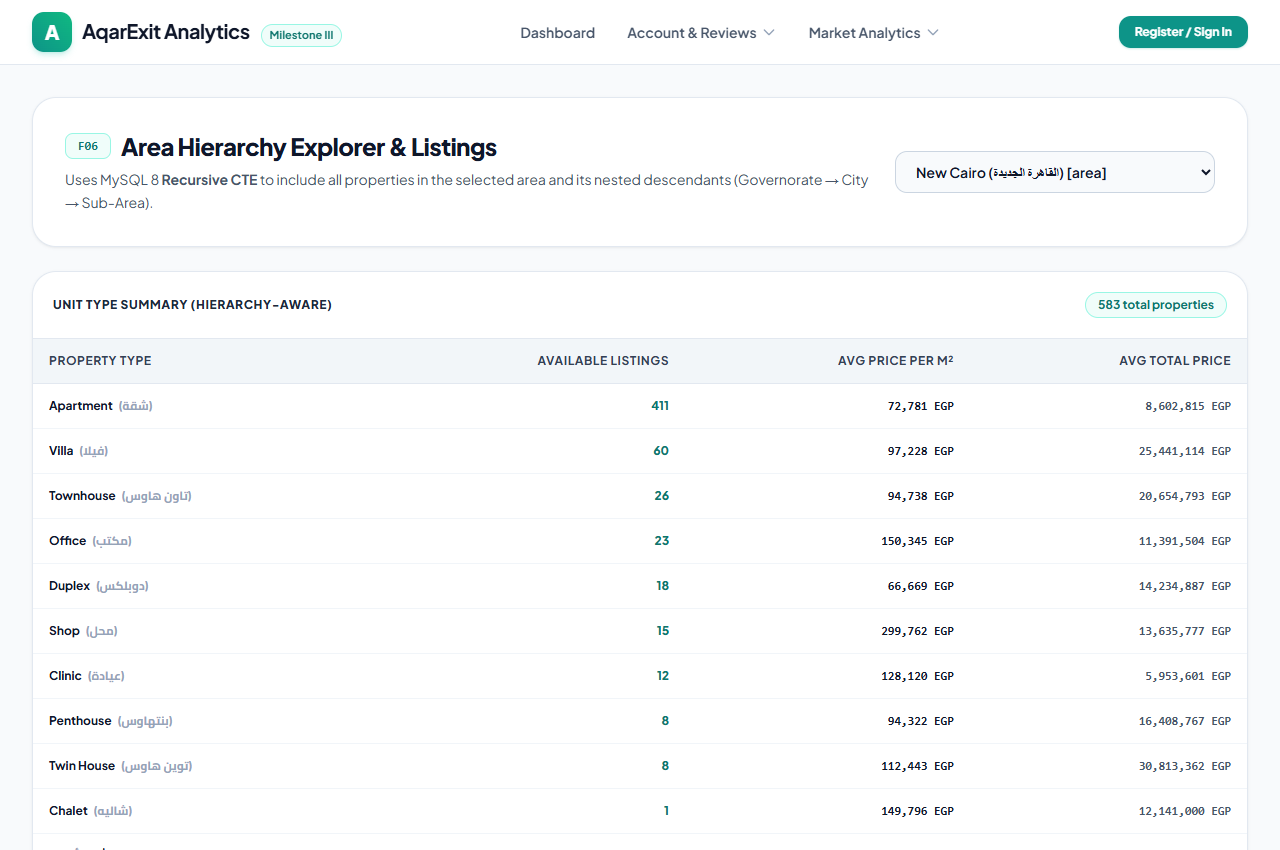 A AqarExit Analytics Milestone III Dashboard Account & Reviews Market Analytics Register / Sign In
F06 Area Hierarchy Explorer & Listings
Uses MySQL 8 Recursive CTE to include all properties in the selected area and its nested descendants (Governorate → City
→ Sub-Area).
New Cairo (القاهرة الجديدة) [area]
UNIT TYPE SUMMARY (HIERARCHY-AWARE) 583 total properties
PROPERTY TYPE AVAILABLE LISTINGS AVG PRICE PER M² AVG TOTAL PRICE
Apartment (شقة) 411 72,781 EGP 8,602,815 EGP
Villa (فيلا) 60 97,228 EGP 25,441,114 EGP
Townhouse (تاون هاوس) 26 94,738 EGP 20,654,793 EGP
Office (مكتب) 23 150,345 EGP 11,391,504 EGP
Duplex (دوبلكس) 18 66,669 EGP 14,234,887 EGP
Shop (محل) 15 299,762 EGP 13,635,777 EGP
Clinic (عيادة) 12 128,120 EGP 5,953,601 EGP
Penthouse (بنتهاوس) 8 94,322 EGP 16,408,767 EGP
Twin House (توين هاوس) 8 112,443 EGP 30,813,362 EGP
Chalet (شاليه) 1 149,796 EGP 12,141,000 EGP